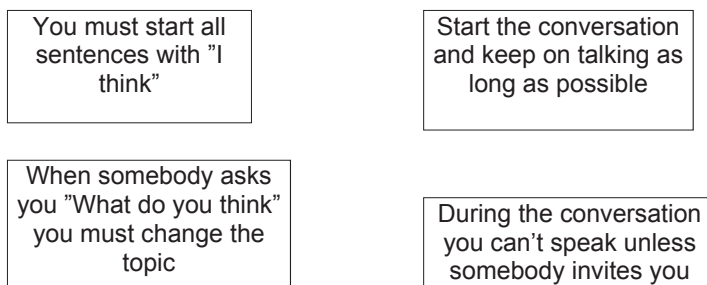 You must start all
sentences with ”I
think”
Start the conversation
and keep on talking as
long as possible
When somebody asks
you ”What do you think”
you must change the
topic
During the conversation
you can’t speak unless
somebody invites you